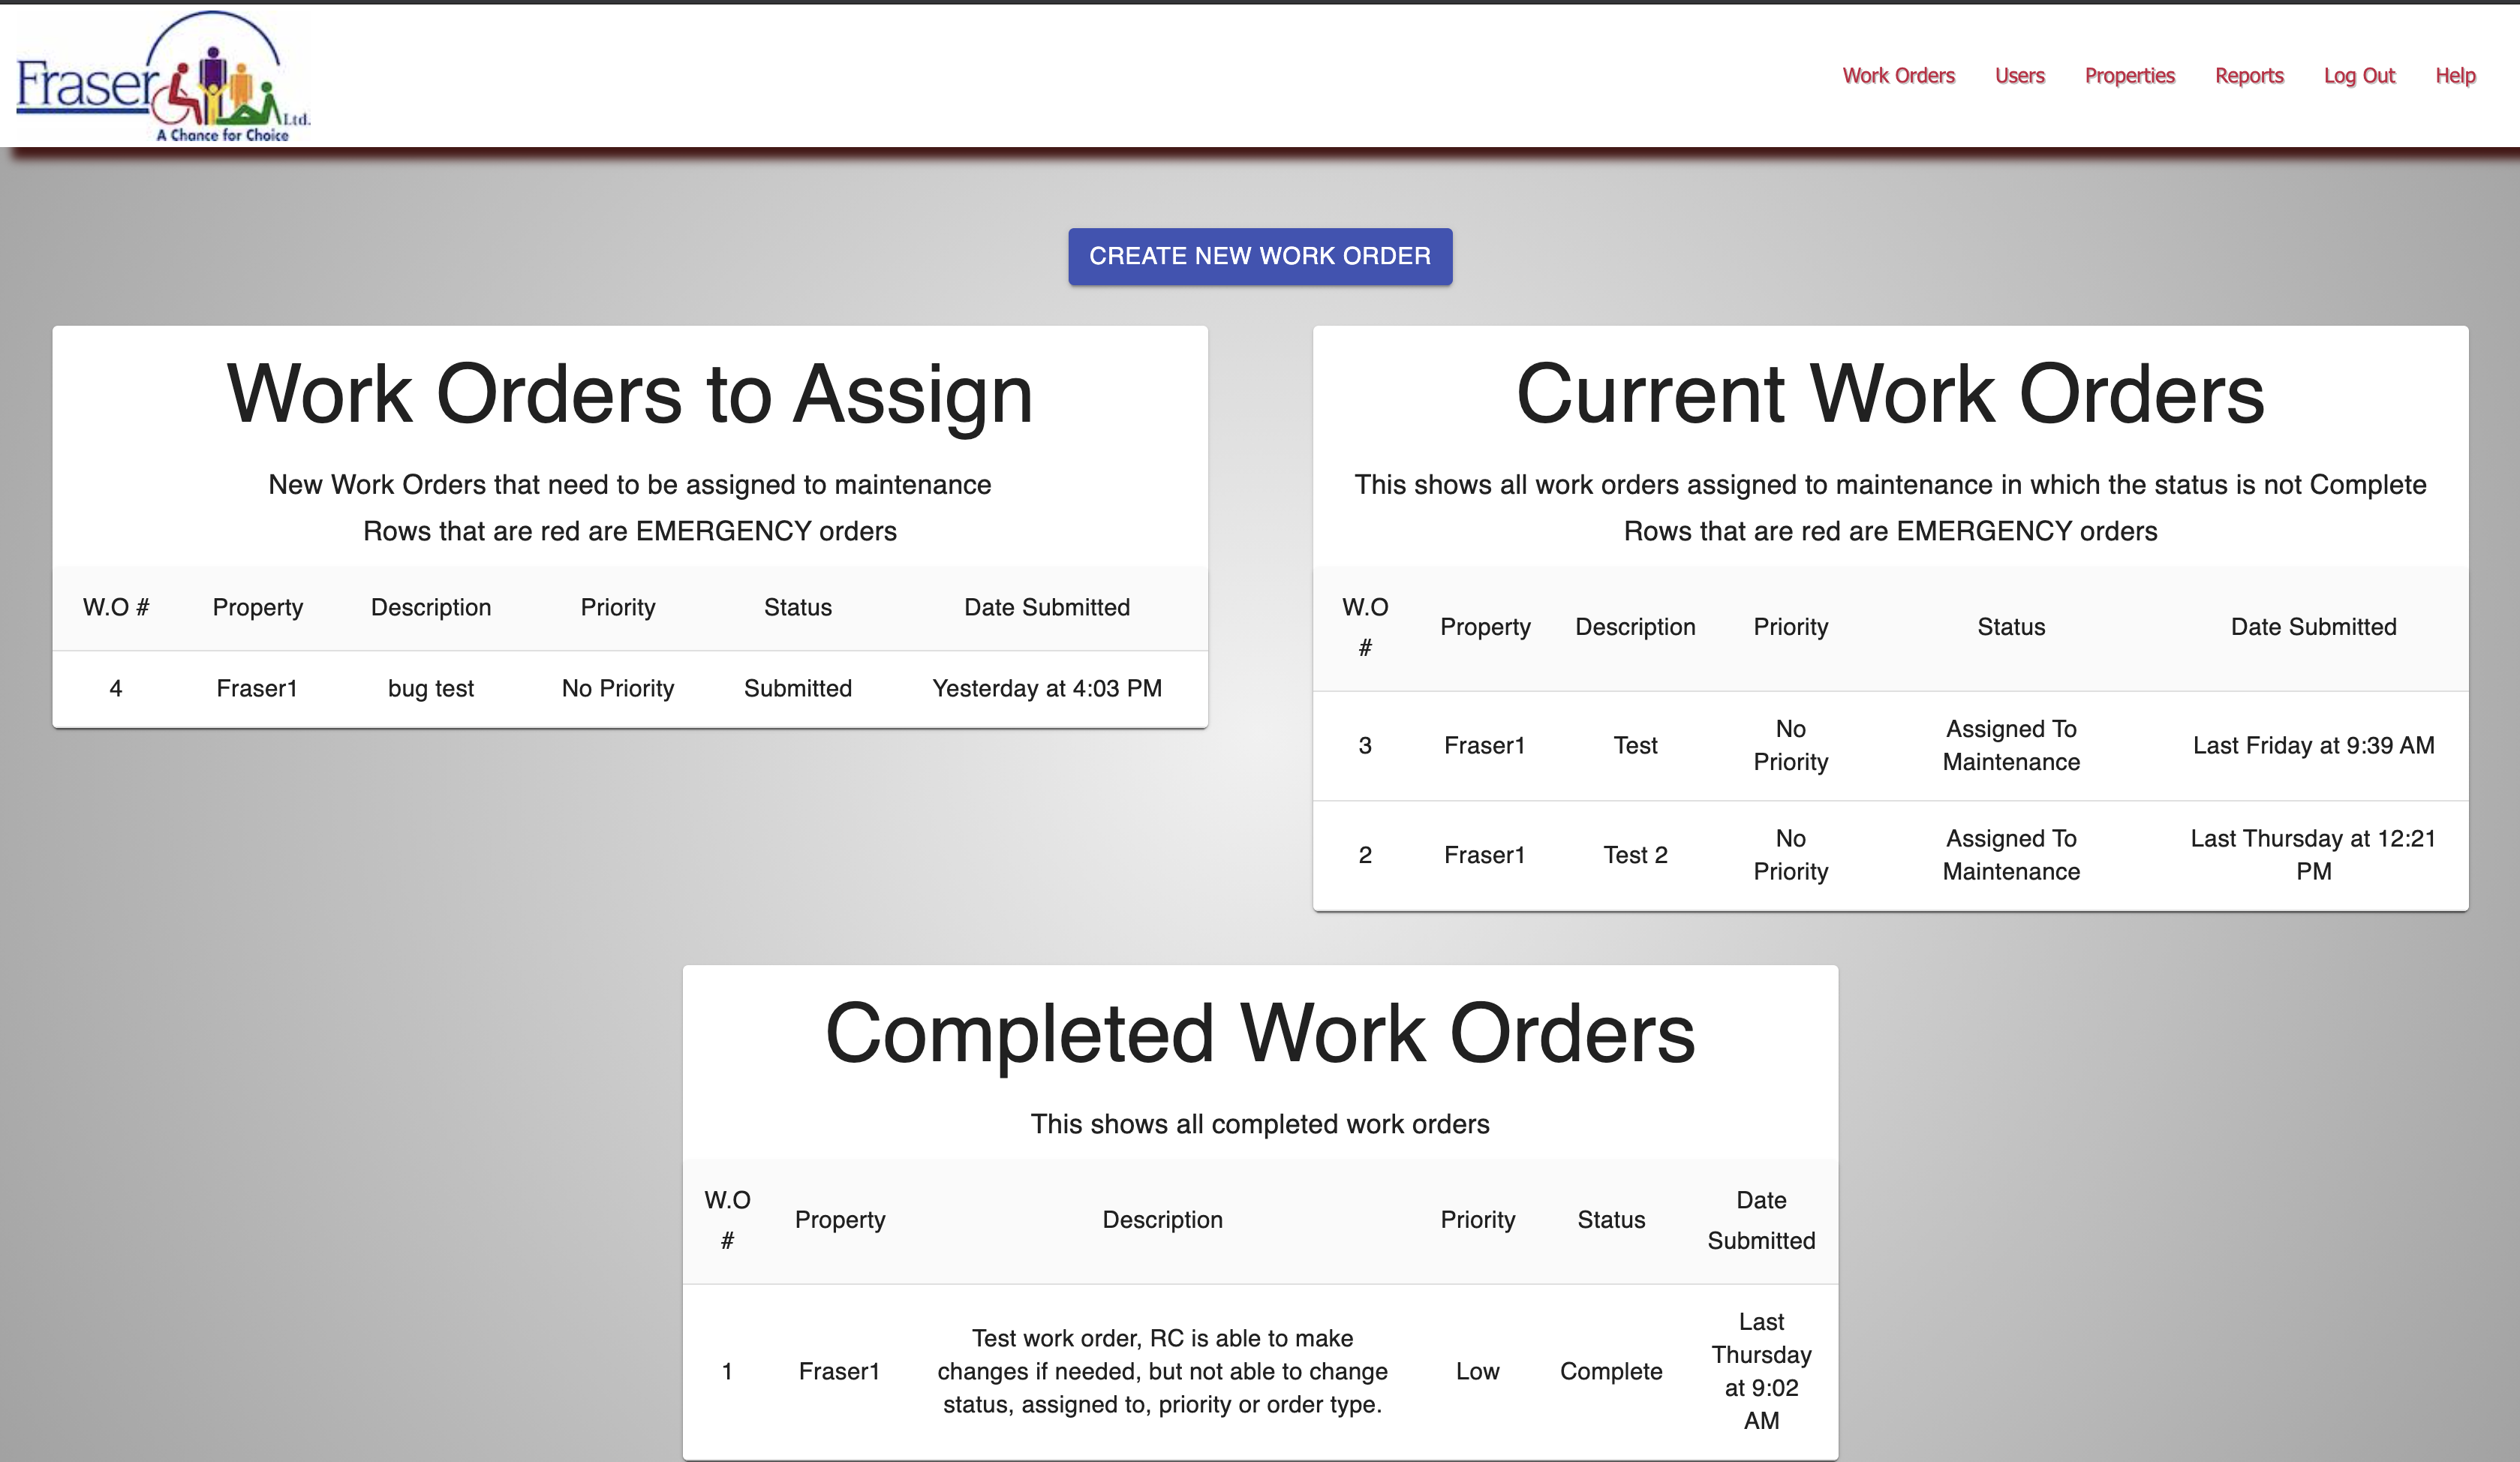 Fraser
Ltd.
A Chance for Choice
Work Orders Users Properties Reports Log Out Help
CREATE NEW WORK ORDER
Work Orders to Assign
New Work Orders that need to be assigned to maintenance
Rows that are red are EMERGENCY orders
W.O # Property Description Priority Status Date Submitted
4 Fraser1 bug test No Priority Submitted Yesterday at 4:03 PM
Current Work Orders
This shows all work orders assigned to maintenance in which the status is not Complete
Rows that are red are EMERGENCY orders
W.O
#
Property Description Priority Status Date Submitted
3 Fraser1 Test
No
Priority
Assigned To
Maintenance
Last Friday at 9:39 AM
2 Fraser1 Test 2
No
Priority
Assigned To
Maintenance
Last Thursday at 12:21
PM
Completed Work Orders
This shows all completed work orders
W.O
#
Property Description Priority Status
Date
Submitted
1 Fraser1
Test work order, RC is able to make
changes if needed, but not able to change
status, assigned to, priority or order type.
Low Complete
Last
Thursday
at 9:02
AM